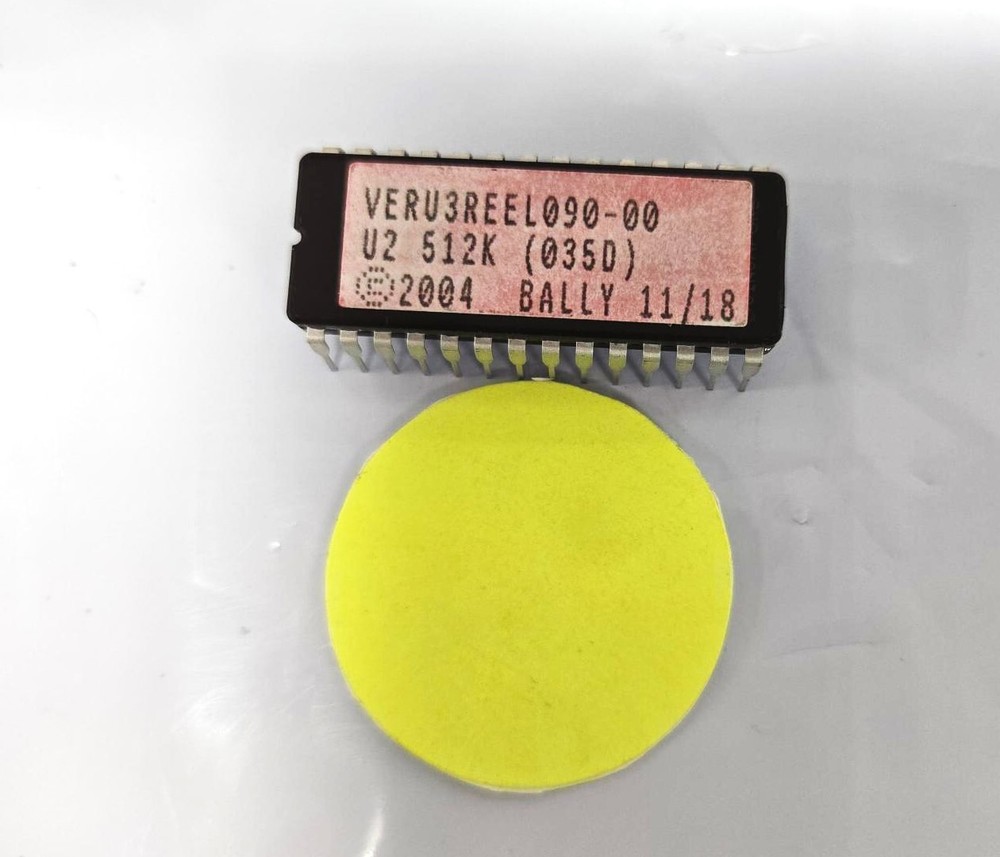 VERU3REEL090-00
U2 512K (035D)
©2004 BALLY 11/18